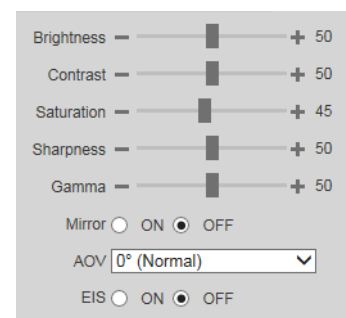 Brightness 50
Contrast 50
Saturation 45
Sharpness 50
Gamma 50
Mirror ON OFF
AOV 0° (Normal)
EIS ON OFF